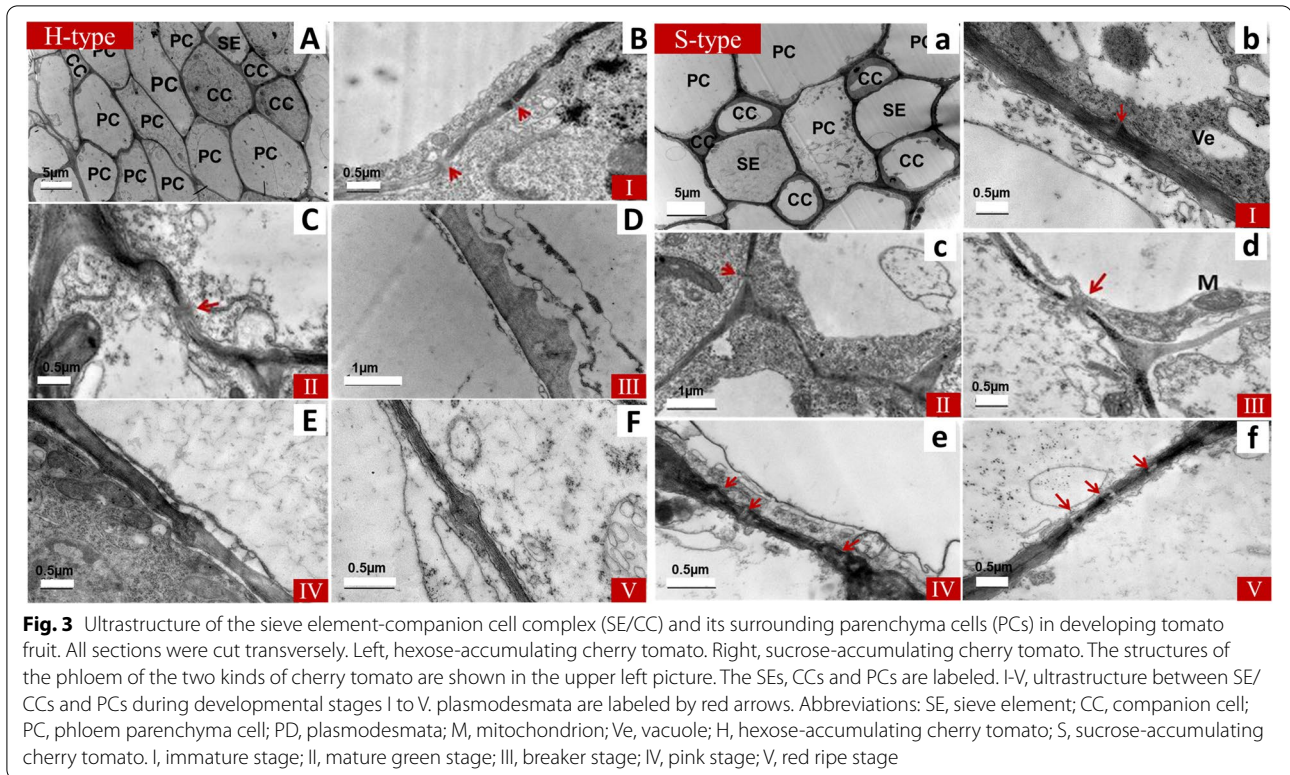 H-type
A
PC
SE
PC
CC
PC
CC
PC
CC
CC
PC
PC
PC
PC
PC
PC
PC
5µm
B
0.5µm
I
C
0.5µm
II
D
1µm
III
E
0.5µm
IV
F
0.5µm
V
S-type
a
PC
PC
PC
CC
CC
PC
SE
CC
SE
CC
CC
5µm
b
Ve
0.5µm
I
c
1µm
II
d
M
0.5µm
III
e
0.5µm
IV
f
0.5µm
V
Fig. 3 Ultrastructure of the sieve element-companion cell complex (SE/CC) and its surrounding parenchyma cells (PCs) in developing tomato
fruit. All sections were cut transversely. Left, hexose-accumulating cherry tomato. Right, sucrose-accumulating cherry tomato. The structures of
the phloem of the two kinds of cherry tomato are shown in the upper left picture. The SEs, CCs and PCs are labeled. I-V, ultrastructure between SE/
CCs and PCs during developmental stages I to V. plasmodesmata are labeled by red arrows. Abbreviations: SE, sieve element; CC, companion cell;
PC, phloem parenchyma cell; PD, plasmodesmata; M, mitochondrion; Ve, vacuole; H, hexose-accumulating cherry tomato; S, sucrose-accumulating
cherry tomato. I, immature stage; II, mature green stage; III, breaker stage; IV, pink stage; V, red ripe stage